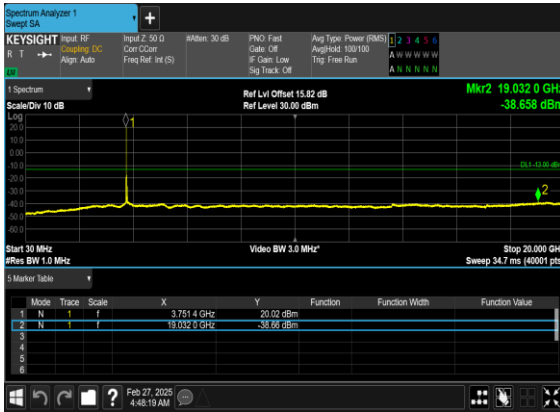 Spectrum Analyzer 1
Swept SA
+
KEYSIGHT Input: RF Input Z: 50 Ω #Atten: 30 dB PNO: Fast Avg Type: Power (RMS) 1 2 3 4 5 6
R T Coupling: DC Corr CCorr Gate: Off Avg|Hold: 100/100 A W W W W W
Align: Auto Freq Ref: Int (S) IF Gain: Low Trig: Free Run
Sig Track: Off A N N N N N
1 Spectrum Ref Lvl Offset 15.82 dB Mkr2 19.032 0 GHz
Scale/Div 10 dB Ref Level 30.00 dBm -38.658 dBm
Log
1
20.0
10.0
0.00
-10.0 DL1 -13.00 dBm
-20.0
-30.0 2
-40.0
-50.0
-60.0
Start 30 MHz Video BW 3.0 MHz* Stop 20.000 GHz
#Res BW 1.0 MHz Sweep 34.7 ms (40001 pts)
5 Marker Table
Mode Trace Scale X Y Function Function Width Function Value
1 N 1 f 3.751 4 GHz 20.02 dBm
2 N 1 f 19.032 0 GHz -38.66 dBm
3
4
5
6
? Feb 27, 2025
4:48:19 AM